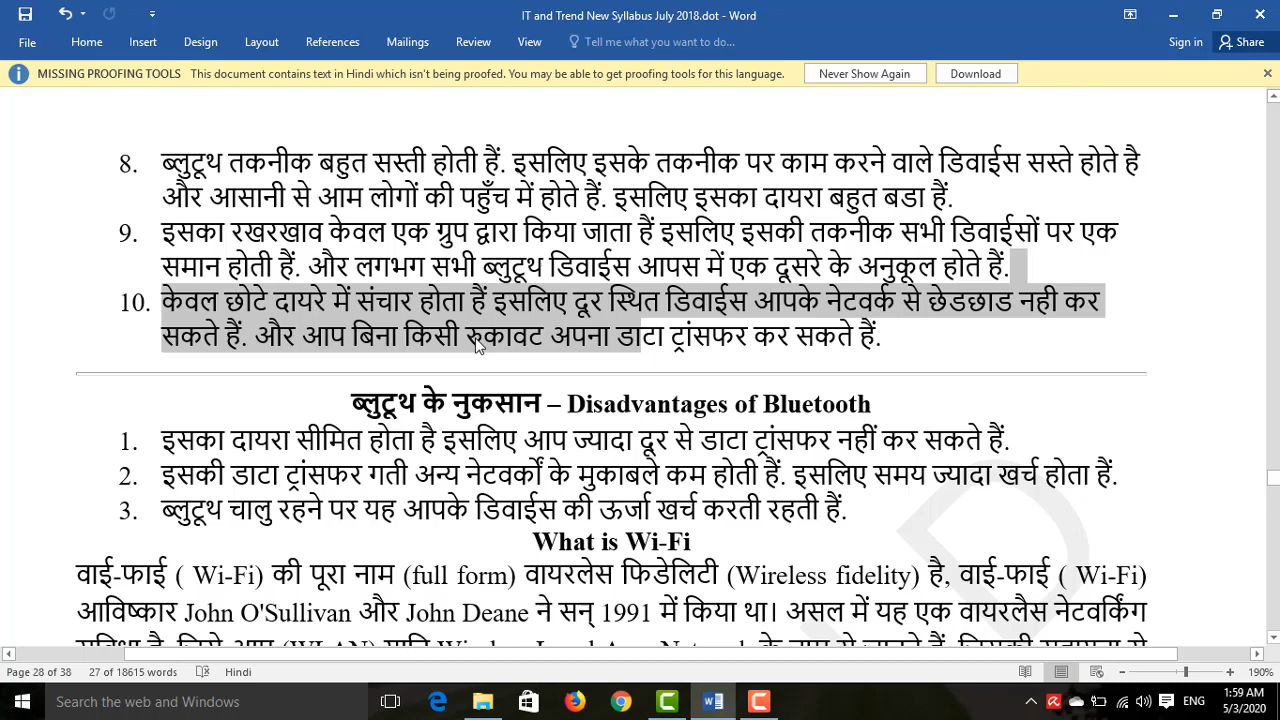 IT and Trend New Syllabus July 2018.dot - Word
File Home Insert Design Layout References Mailings Review View Tell me what you want to do... Sign in Share
MISSING PROOFING TOOLS This document contains text in Hindi which isn't being proofed. You may be able to get proofing tools for this language. Never Show Again Download
8. ब्लुटूथ तकनीक बहुत सस्ती होती हैं. इसलिए इसके तकनीक पर काम करने वाले डिवाईस सस्ते होते है
और आसानी से आम लोगों की पहुँच में होते हैं. इसलिए इसका दायरा बहुत बडा हैं.
9. इसका रखरखाव केवल एक ग्रुप द्वारा किया जाता हैं इसलिए इसकी तकनीक सभी डिवाईसों पर एक
समान होती हैं. और लगभग सभी ब्लुटूथ डिवाईस आपस में एक दूसरे के अनुकूल होते हैं.
10. केवल छोटे दायरे में संचार होता हैं इसलिए दूर स्थित डिवाईस आपके नेटवर्क से छेडछाड नही कर
सकते हैं. और आप बिना किसी रुकावट अपना डाटा ट्रांसफर कर सकते हैं.
ब्लुटूथ के नुकसान – Disadvantages of Bluetooth
1. इसका दायरा सीमित होता है इसलिए आप ज्यादा दूर से डाटा ट्रांसफर नहीं कर सकते हैं.
2. इसकी डाटा ट्रांसफर गती अन्य नेटवर्कों के मुकाबले कम होती हैं. इसलिए समय ज्यादा खर्च होता हैं.
3. ब्लुटूथ चालु रहने पर यह आपके डिवाईस की ऊर्जा खर्च करती रहती हैं.
What is Wi-Fi
वाई-फाई ( Wi-Fi) की पूरा नाम (full form) वायरलेस फिडेलिटी (Wireless fidelity) है, वाई-फाई ( Wi-Fi)
आविष्कार John O'Sullivan और John Deane ने सन् 1991 में किया था। असल में यह एक वायरलैस नेटवर्किंग
Page 28 of 38 27 of 18615 words Hindi 190%
Search the web and Windows ENG 1:59 AM
5/3/2020